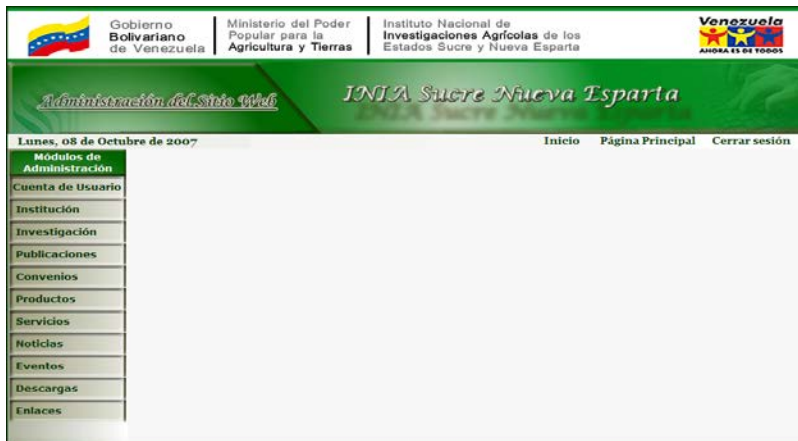 Gobierno
Bolivariano
de Venezuela
Ministerio del Poder
Popular para la
Agricultura y Tierras
Instituto Nacional de
Investigaciones Agrícolas de los
Estados Sucre y Nueva Esparta
Venezuela
AHORA ES DE TODOS
Administración del Sitio Web
INIA Sucre Nueva Esparta
Lunes, 08 de Octubre de 2007
Inicio Página Principal Cerrar sesión
Módulos de
Administración
Cuenta de Usuario
Institución
Investigación
Publicaciones
Convenios
Productos
Servicios
Noticias
Eventos
Descargas
Enlaces